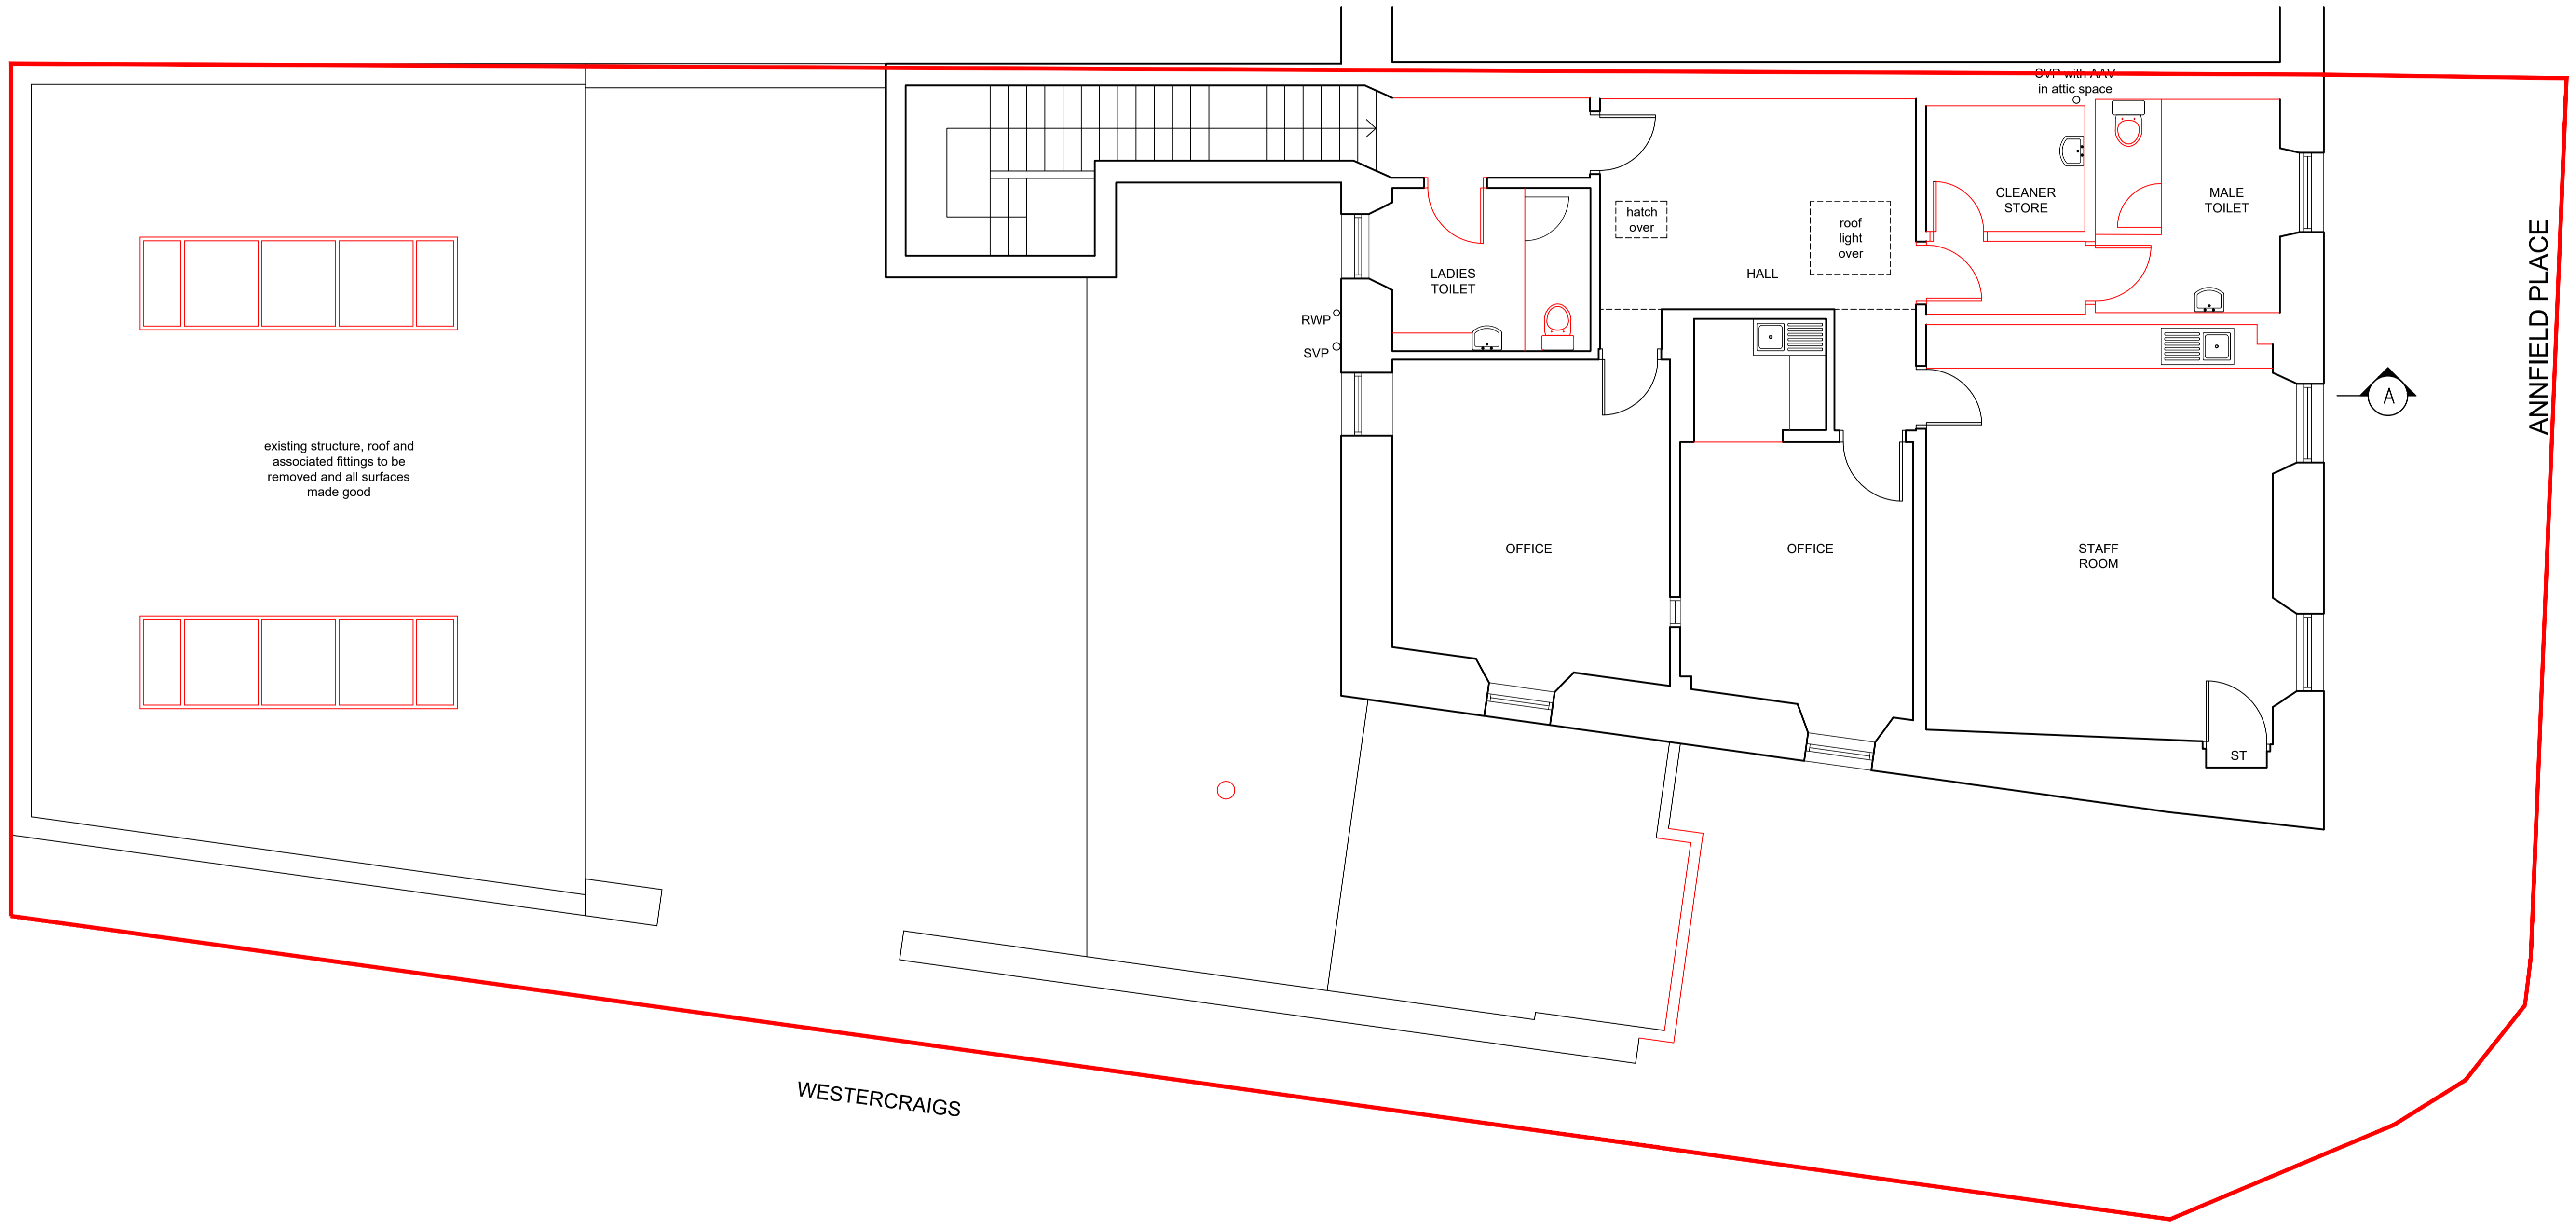 SVP with AAV
in attic space
CLEANER
STORE
MALE
TOILET
hatch
over
roof
light
over
HALL
LADIES
TOILET
RWP
SVP
ANNFIELD PLACE
A
existing structure, roof and
associated fittings to be
removed and all surfaces
made good
OFFICE
OFFICE
STAFF
ROOM
ST
WESTERCRAIGS